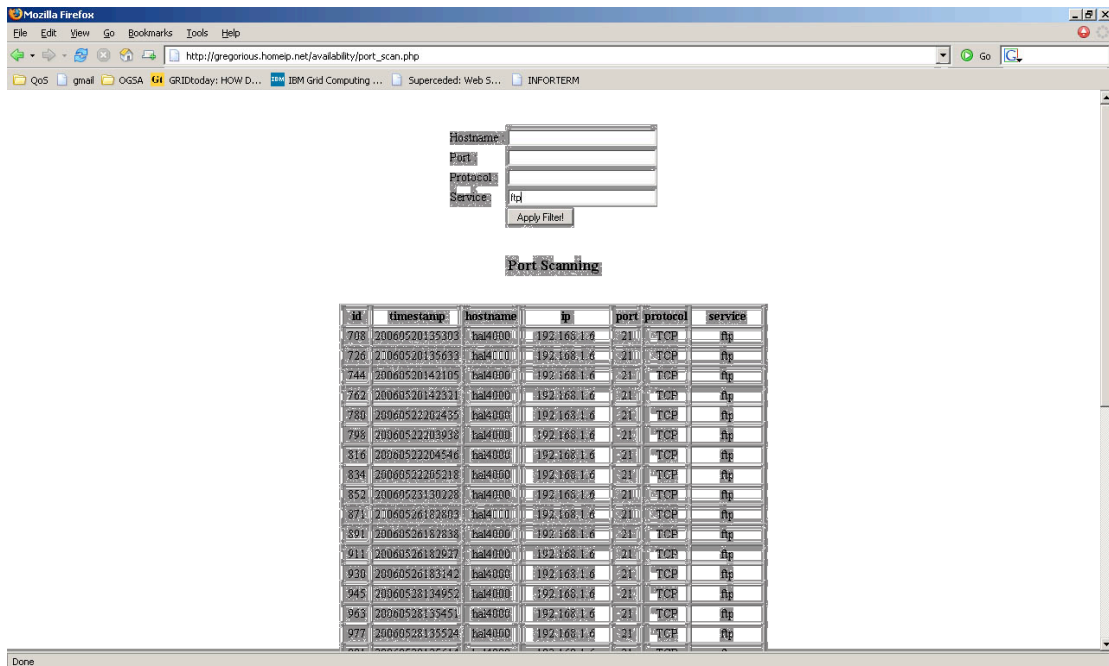 Mozilla Firefox
File Edit View Go Bookmarks Tools Help
http://gregorious.homeip.net/availability/port_scan.php Go
QoS gmail OGSA GRIDtoday: HOW D... IBM Grid Computing ... Superceded: Web S... INFORTERM
Hostname :
Port :
Protocol :
Service : ftp
Apply Filter!
Port Scanning
id timestamp hostname ip port protocol service
708 20060520135303 hal4000 192.168.1.6 21 TCP ftp
726 20060520135633 hal4000 192.168.1.6 21 TCP ftp
744 20060520142105 hal4000 192.168.1.6 21 TCP ftp
762 20060520142321 hal4000 192.168.1.6 21 TCP ftp
780 20060522202435 hal4000 192.168.1.6 21 TCP ftp
798 20060522203938 hal4000 192.168.1.6 21 TCP ftp
816 20060522204546 hal4000 192.168.1.6 21 TCP ftp
834 20060522205218 hal4000 192.168.1.6 21 TCP ftp
852 20060523130228 hal4000 192.168.1.6 21 TCP ftp
871 20060526182803 hal4000 192.168.1.6 21 TCP ftp
891 20060526182838 hal4000 192.168.1.6 21 TCP ftp
911 20060526182927 hal4000 192.168.1.6 21 TCP ftp
930 20060526183142 hal4000 192.168.1.6 21 TCP ftp
945 20060528134952 hal4000 192.168.1.6 21 TCP ftp
963 20060528135451 hal4000 192.168.1.6 21 TCP ftp
977 20060528135524 hal4000 192.168.1.6 21 TCP ftp
Done